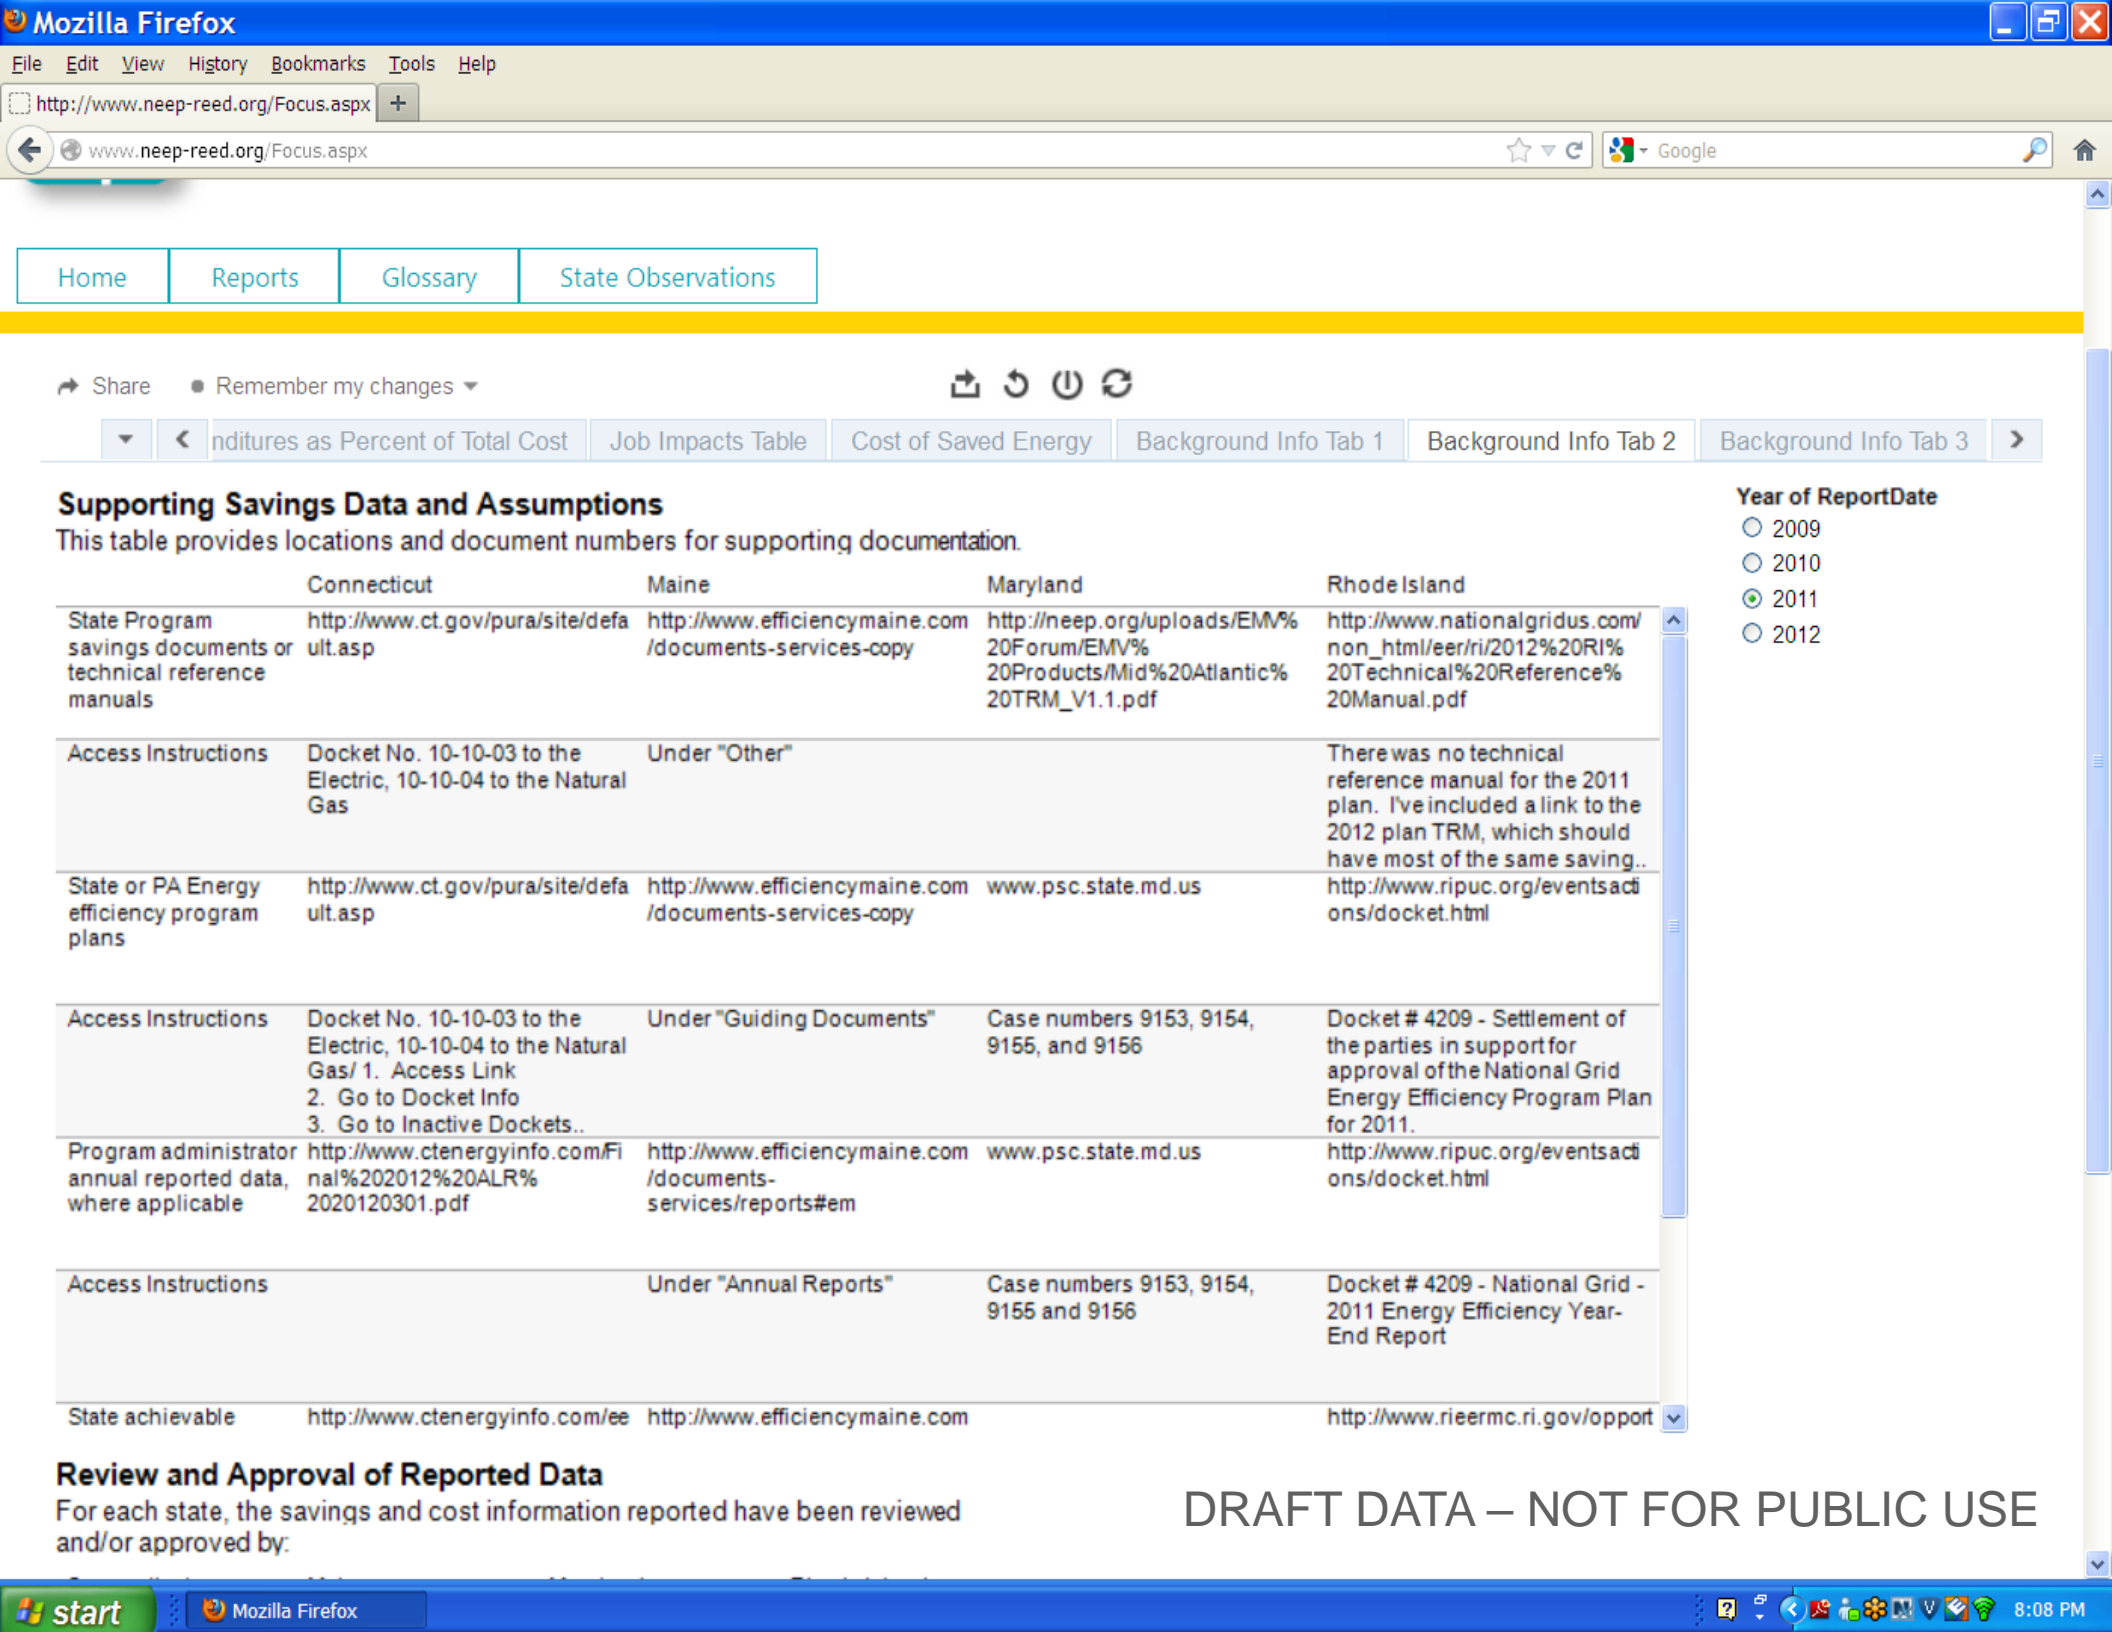 Mozilla Firefox
File Edit View History Bookmarks Tools Help
http://www.neep-reed.org/Focus.aspx +
www.neep-reed.org/Focus.aspx Google
Home Reports Glossary State Observations
Share Remember my changes
nditures as Percent of Total Cost Job Impacts Table Cost of Saved Energy Background Info Tab 1 Background Info Tab 2 Background Info Tab 3
Supporting Savings Data and Assumptions
This table provides locations and document numbers for supporting documentation.
Year of ReportDate
2009
2010
2011
2012
Connecticut Maine Maryland Rhode Island
State Program http://www.ct.gov/pura/site/defa http://www.efficiencymaine.com http://neep.org/uploads/EMV% http://www.nationalgridus.com/
savings documents or ult.asp /documents-services-copy 20Forum/EMV% non_html/eer/ri/2012%20RI%
technical reference 20Products/Mid%20Atlantic% 20Technical%20Reference%
manuals 20TRM_V1.1.pdf 20Manual.pdf
Access Instructions Docket No. 10-10-03 to the Under "Other" There was no technical
Electric, 10-10-04 to the Natural reference manual for the 2011
Gas plan. I've included a link to the
2012 plan TRM, which should
have most of the same saving..
State or PA Energy http://www.ct.gov/pura/site/defa http://www.efficiencymaine.com www.psc.state.md.us http://www.ripuc.org/eventsacti
efficiency program ult.asp /documents-services-copy ons/docket.html
plans
Access Instructions Docket No. 10-10-03 to the Under "Guiding Documents" Case numbers 9153, 9154, Docket # 4209 - Settlement of
Electric, 10-10-04 to the Natural 9155, and 9156 the parties in support for
Gas/ 1. Access Link approval of the National Grid
2. Go to Docket Info Energy Efficiency Program Plan
3. Go to Inactive Dockets.. for 2011.
Program administrator http://www.ctenergyinfo.com/Fi http://www.efficiencymaine.com www.psc.state.md.us http://www.ripuc.org/eventsacti
annual reported data, nal%202012%20ALR% /documents- ons/docket.html
where applicable 2020120301.pdf services/reports#em
Access Instructions Under "Annual Reports" Case numbers 9153, 9154, Docket # 4209 - National Grid -
9155 and 9156 2011 Energy Efficiency Year-
End Report
State achievable http://www.ctenergyinfo.com/ee http://www.efficiencymaine.com http://www.rieermc.ri.gov/opport
Review and Approval of Reported Data
For each state, the savings and cost information reported have been reviewed
and/or approved by:
DRAFT DATA – NOT FOR PUBLIC USE
start Mozilla Firefox 8:08 PM